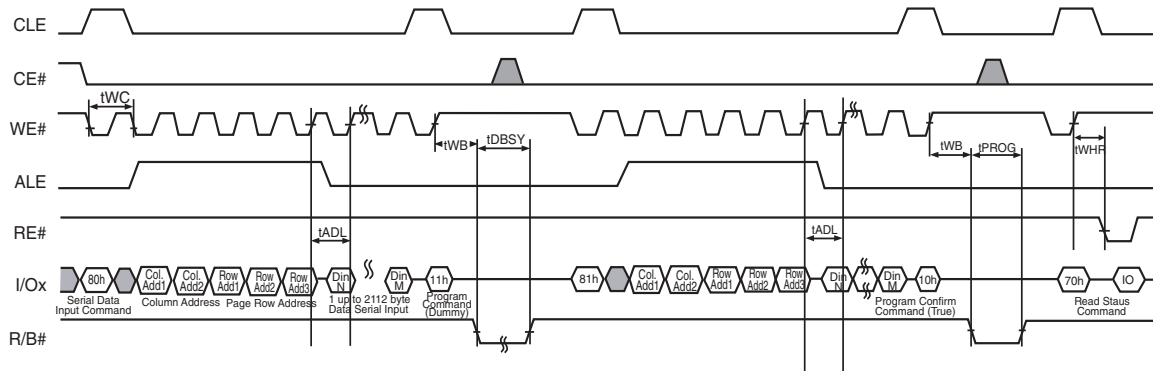 CLE
CE#
tWC
WE#
tWB
tDBSY
tWB
tPROG
tWHR
ALE
RE#
tADL
tADL
I/Ox
80h
Col. Add1
Col. Add2
Row Add1
Row Add2
Row Add3
Din N
Din M
11h
81h
Col. Add1
Col. Add2
Row Add1
Row Add2
Row Add3
Din N
Din M
10h
70h
IO
Serial Data
Input Command
Column Address
Page Row Address
1 up to 2112 byte
Data Serial Input
Program
Command
(Dummy)
Program Confirm
Command (True)
Read Staus
Command
R/B#